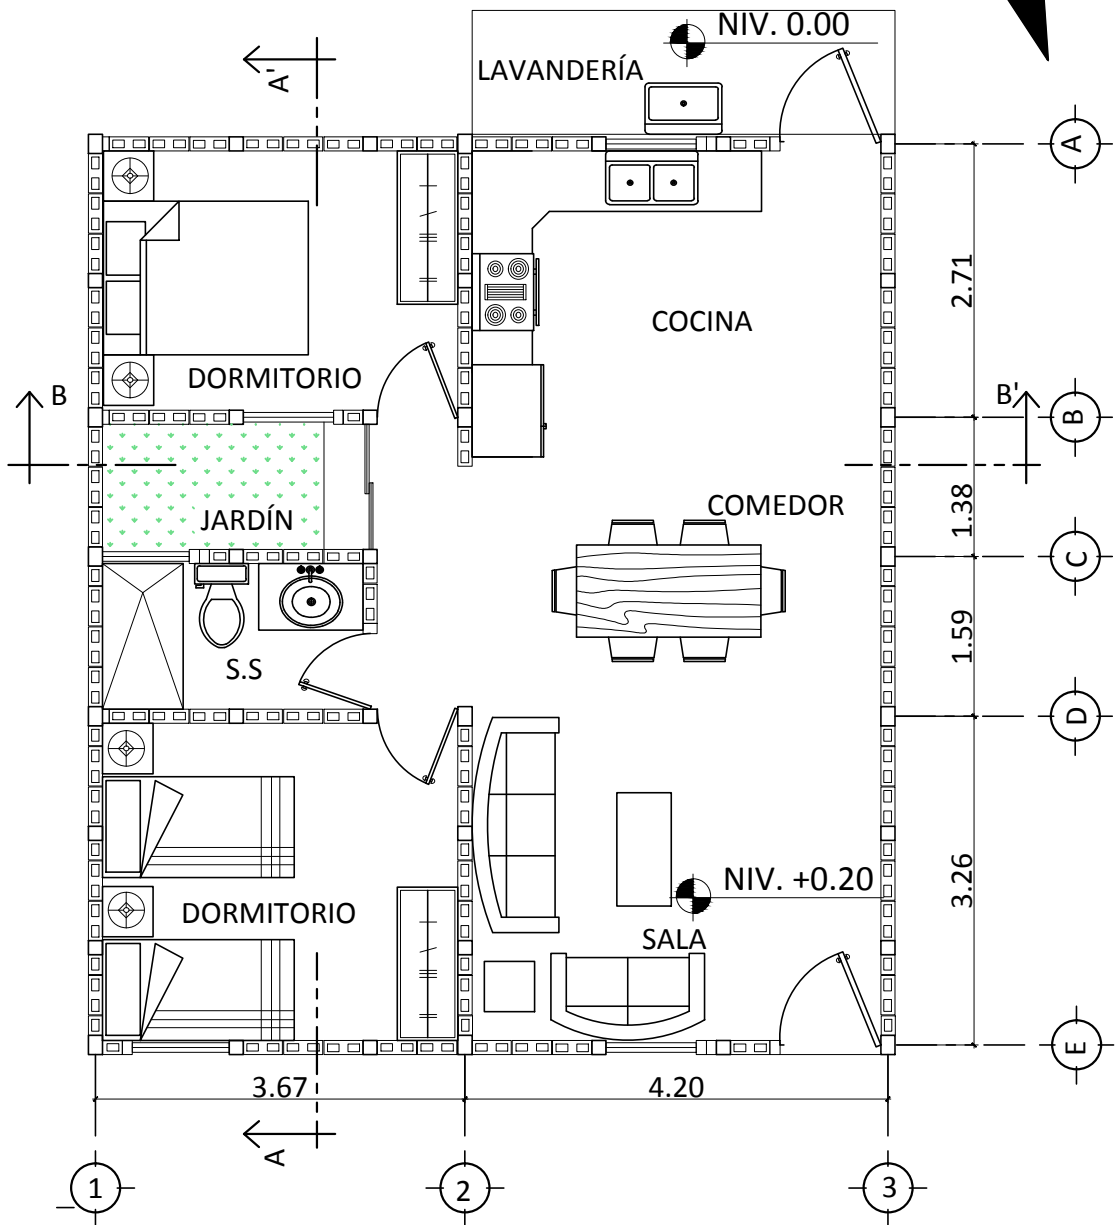 NIV. 0.00
A'
LAVANDERÍA
A
2.71
COCINA
DORMITORIO
B
B'
B
COMEDOR
1.38
JARDÍN
C
1.59
S.S
D
NIV. +0.20
3.26
DORMITORIO
SALA
E
3.67
4.20
A
1
2
3